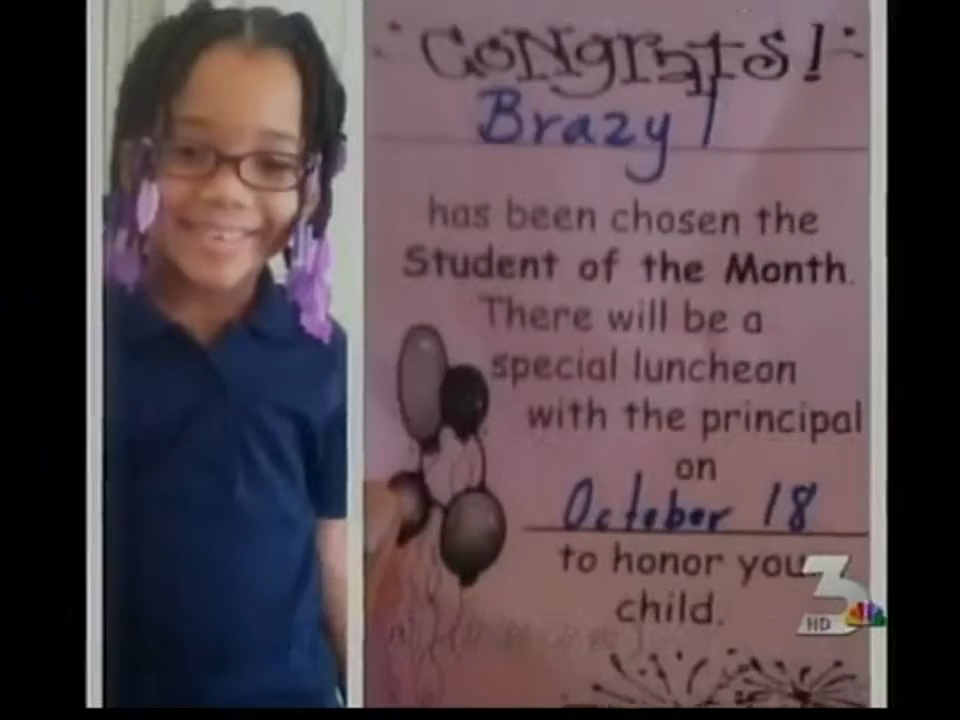 Congrats!
Brazy
has been chosen the
Student of the Month.
There will be a
special luncheon
with the principal
on
October 18
to honor your
child.
3
HD